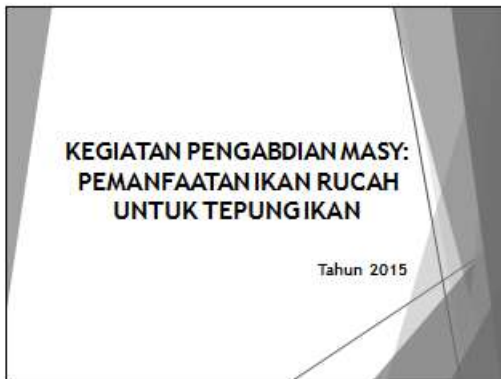 KEGIATAN PENGABDIAN MASY:
PEMANFAATAN IKAN RUCAH
UNTUK TEPUNG IKAN
Tahun 2015